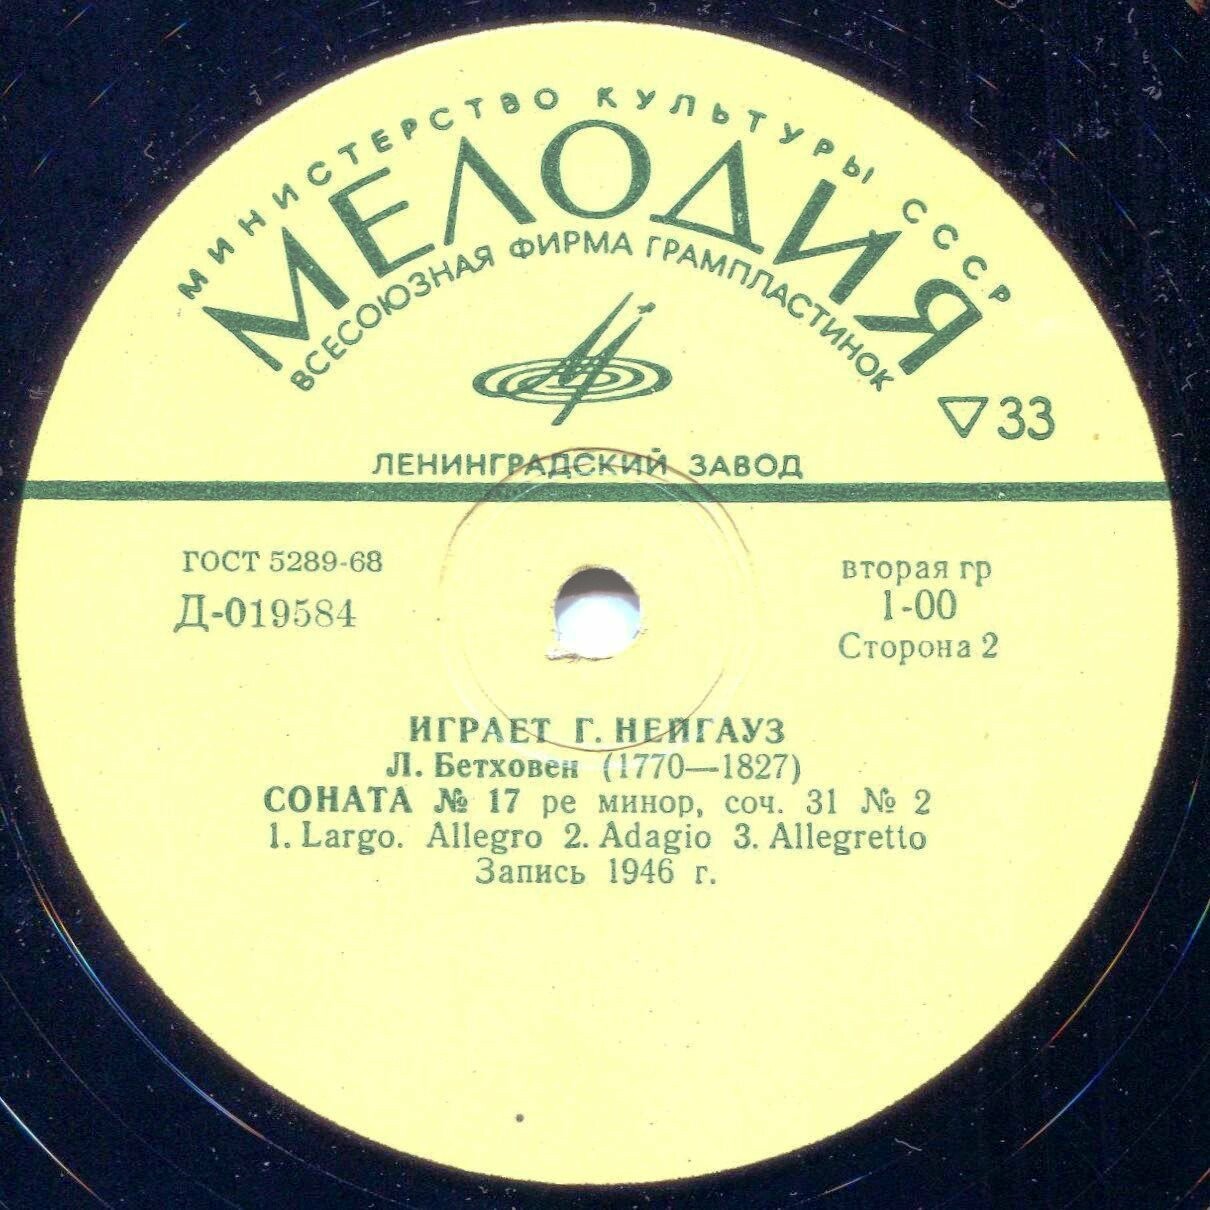 МИНИСТЕРСТВО КУЛЬТУРЫ СССР
МЕЛОДИЯ
ВСЕСОЮЗНАЯ ФИРМА ГРАМПЛАСТИНОК
33
ЛЕНИНГРАДСКИЙ ЗАВОД
ГОСТ 5289-68
Д-019584
вторая гр
1-00
Сторона 2
ИГРАЕТ Г. НЕЙГАУЗ
Л. Бетховен (1770—1827)
СОНАТА № 17 ре минор, соч. 31 № 2
1. Largo. Allegro 2. Adagio 3. Allegretto
Запись 1946 г.